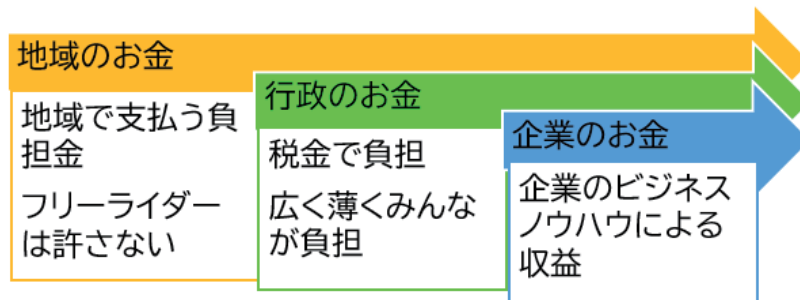 地域のお金
地域で支払う負
担金
フリーライダー
は許さない
行政のお金
税金で負担
広く薄くみんな
が負担
企業のお金
企業のビジネス
ノウハウによる
収益